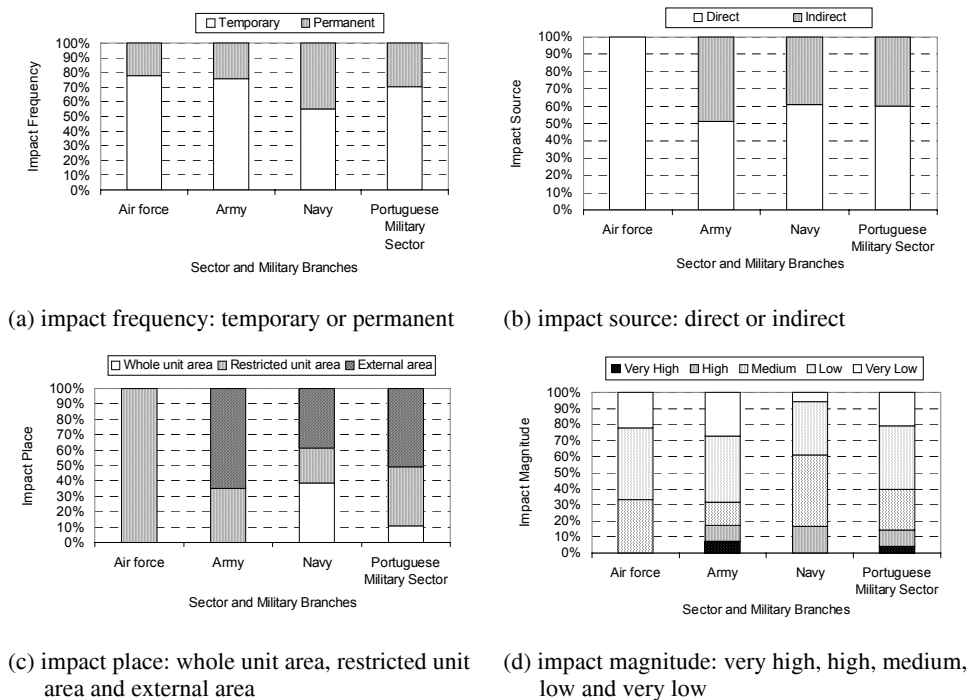 Temporary Permanent
100%
90%
80%
70%
60%
50%
40%
30%
20%
10%
0%
Impact Frequency
Air force Army Navy Portuguese
Military
Sector
Sector and Military Branches
(a) impact frequency: temporary or permanent
Direct Indirect
100%
90%
80%
70%
60%
50%
40%
30%
20%
10%
0%
Impact Source
Air force Army Navy Portuguese
Military Sector
Sector and Military Branches
(b) impact source: direct or indirect
Whole unit area Restricted unit area External area
100%
90%
80%
70%
60%
50%
40%
30%
20%
10%
0%
Impact Place
Air force Army Navy Portuguese
Military Sector
Sector and Military Branches
(c) impact place: whole unit area, restricted unit
area and external area
Very High High Medium Low Very Low
100%
90%
80%
70%
60%
50%
40%
30%
20%
10%
0%
Impact Magnitude
Air force Army Navy Portuguese
Military Sector
Sector and Military Branches
(d) impact magnitude: very high, high, medium,
low and very low